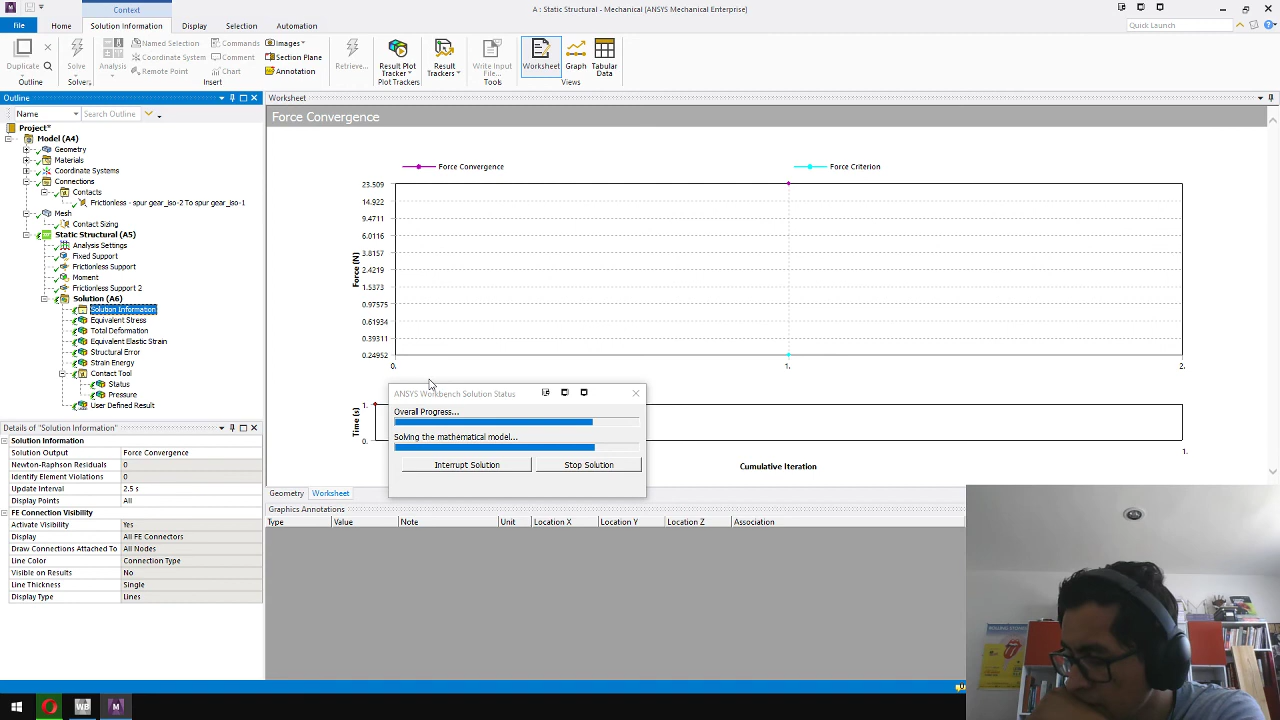 Context
A : Static Structural - Mechanical (ANSYS Mechanical Enterprise)
File
Home
Solution Information
Display
Selection
Automation
Quick Launch
Duplicate
Solve
Analysis
Named Selection
Coordinate System
Remote Point
Commands
Comment
Chart
Images
Section Plane
Annotation
Retrieve...
Result Plot Tracker
Result Trackers
Write Input File...
Worksheet
Graph
Tabular Data
Outline
Solve
Insert
Plot Trackers
Tools
Views
Outline
Name
Search Outline
Project*
Model (A4)
Geometry
Materials
Coordinate Systems
Connections
Contacts
Frictionless - spur gear_iso-2 To spur gear_iso-1
Mesh
Contact Sizing
Static Structural (A5)
Analysis Settings
Fixed Support
Frictionless Support
Moment
Frictionless Support 2
Solution (A6)
Solution Information
Equivalent Stress
Total Deformation
Equivalent Elastic Strain
Structural Error
Strain Energy
Contact Tool
Status
Pressure
User Defined Result
Details of "Solution Information"
Solution Information
Solution Output Force Convergence
Newton-Raphson Residuals 0
Identify Element Violations 0
Update Interval 2.5 s
Display Points All
FE Connection Visibility
Activate Visibility Yes
Display All FE Connectors
Draw Connections Attached To All Nodes
Line Color Connection Type
Visible on Results No
Line Thickness Single
Display Type Lines
Worksheet
Force Convergence
Force Convergence
Force Criterion
23.509
14.922
9.4711
6.0116
3.8157
2.4219
1.5373
0.97575
0.61934
0.39311
0.24952
Force (N)
0.
1.
2.
1.
0.
Time (s)
1.
Cumulative Iteration
ANSYS Workbench Solution Status
Overall Progress...
Solving the mathematical model...
Interrupt Solution
Stop Solution
Geometry
Worksheet
Graphics Annotations
Type Value Note Unit Location X Location Y Location Z Association
WB
M